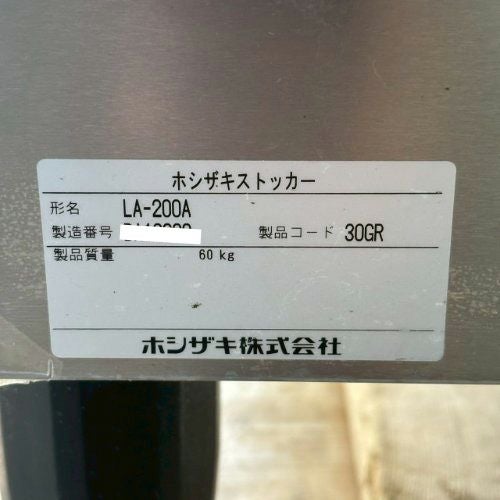 ホシザキストッカー
形名 LA-200A
製造番号 製品コード 30GR
製品質量 60 kg
ホシザキ株式会社